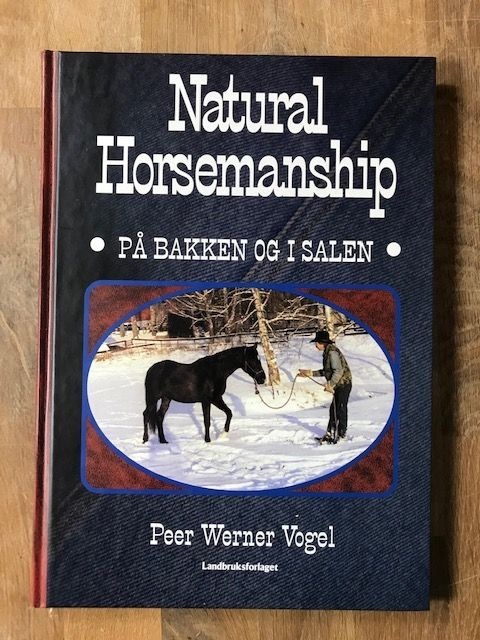 Natural
Horsemanship
• PÅ BAKKEN OG I SALEN •
Peer Werner Vogel
Landbruksforlaget